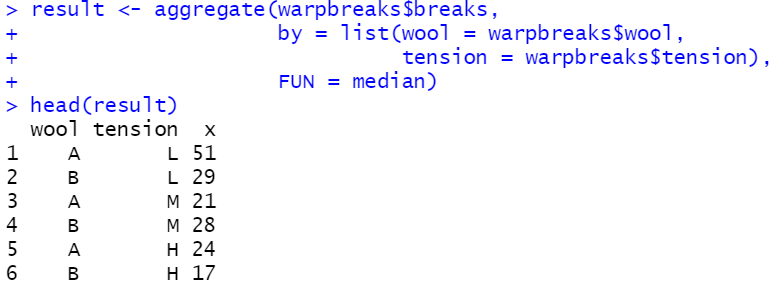 > result <- aggregate(warpbreaks$breaks,
+                     by = list(wool = warpbreaks$wool,
+                               tension = warpbreaks$tension),
+                     FUN = median)
> head(result)
  wool tension  x
1    A       L 51
2    B       L 29
3    A       M 21
4    B       M 28
5    A       H 24
6    B       H 17